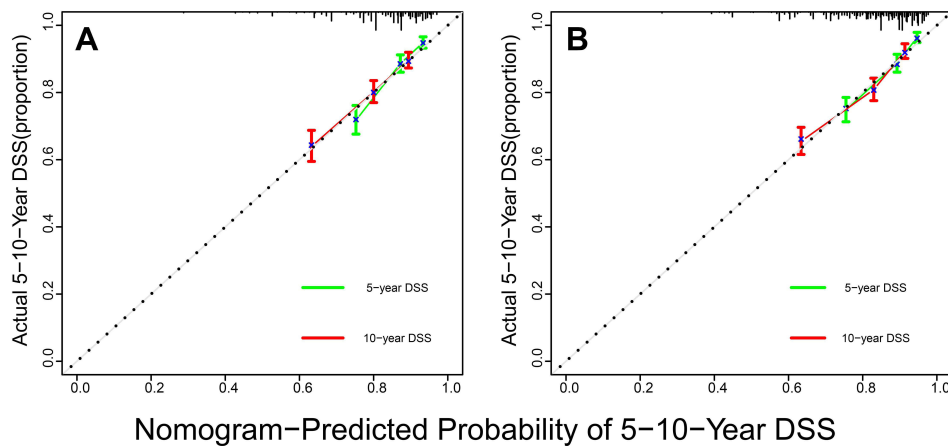 A
Actual 5−10−Year DSS(proportion)
1.0
0.8
0.6
0.4
0.2
0.0
5−year DSS
10−year DSS
0.0 0.2 0.4 0.6 0.8 1.0
B
Actual 5−10−Year DSS(proportion)
1.0
0.8
0.6
0.4
0.2
0.0
5−year DSS
10−year DSS
0.0 0.2 0.4 0.6 0.8 1.0
Nomogram−Predicted Probability of 5−10−Year DSS